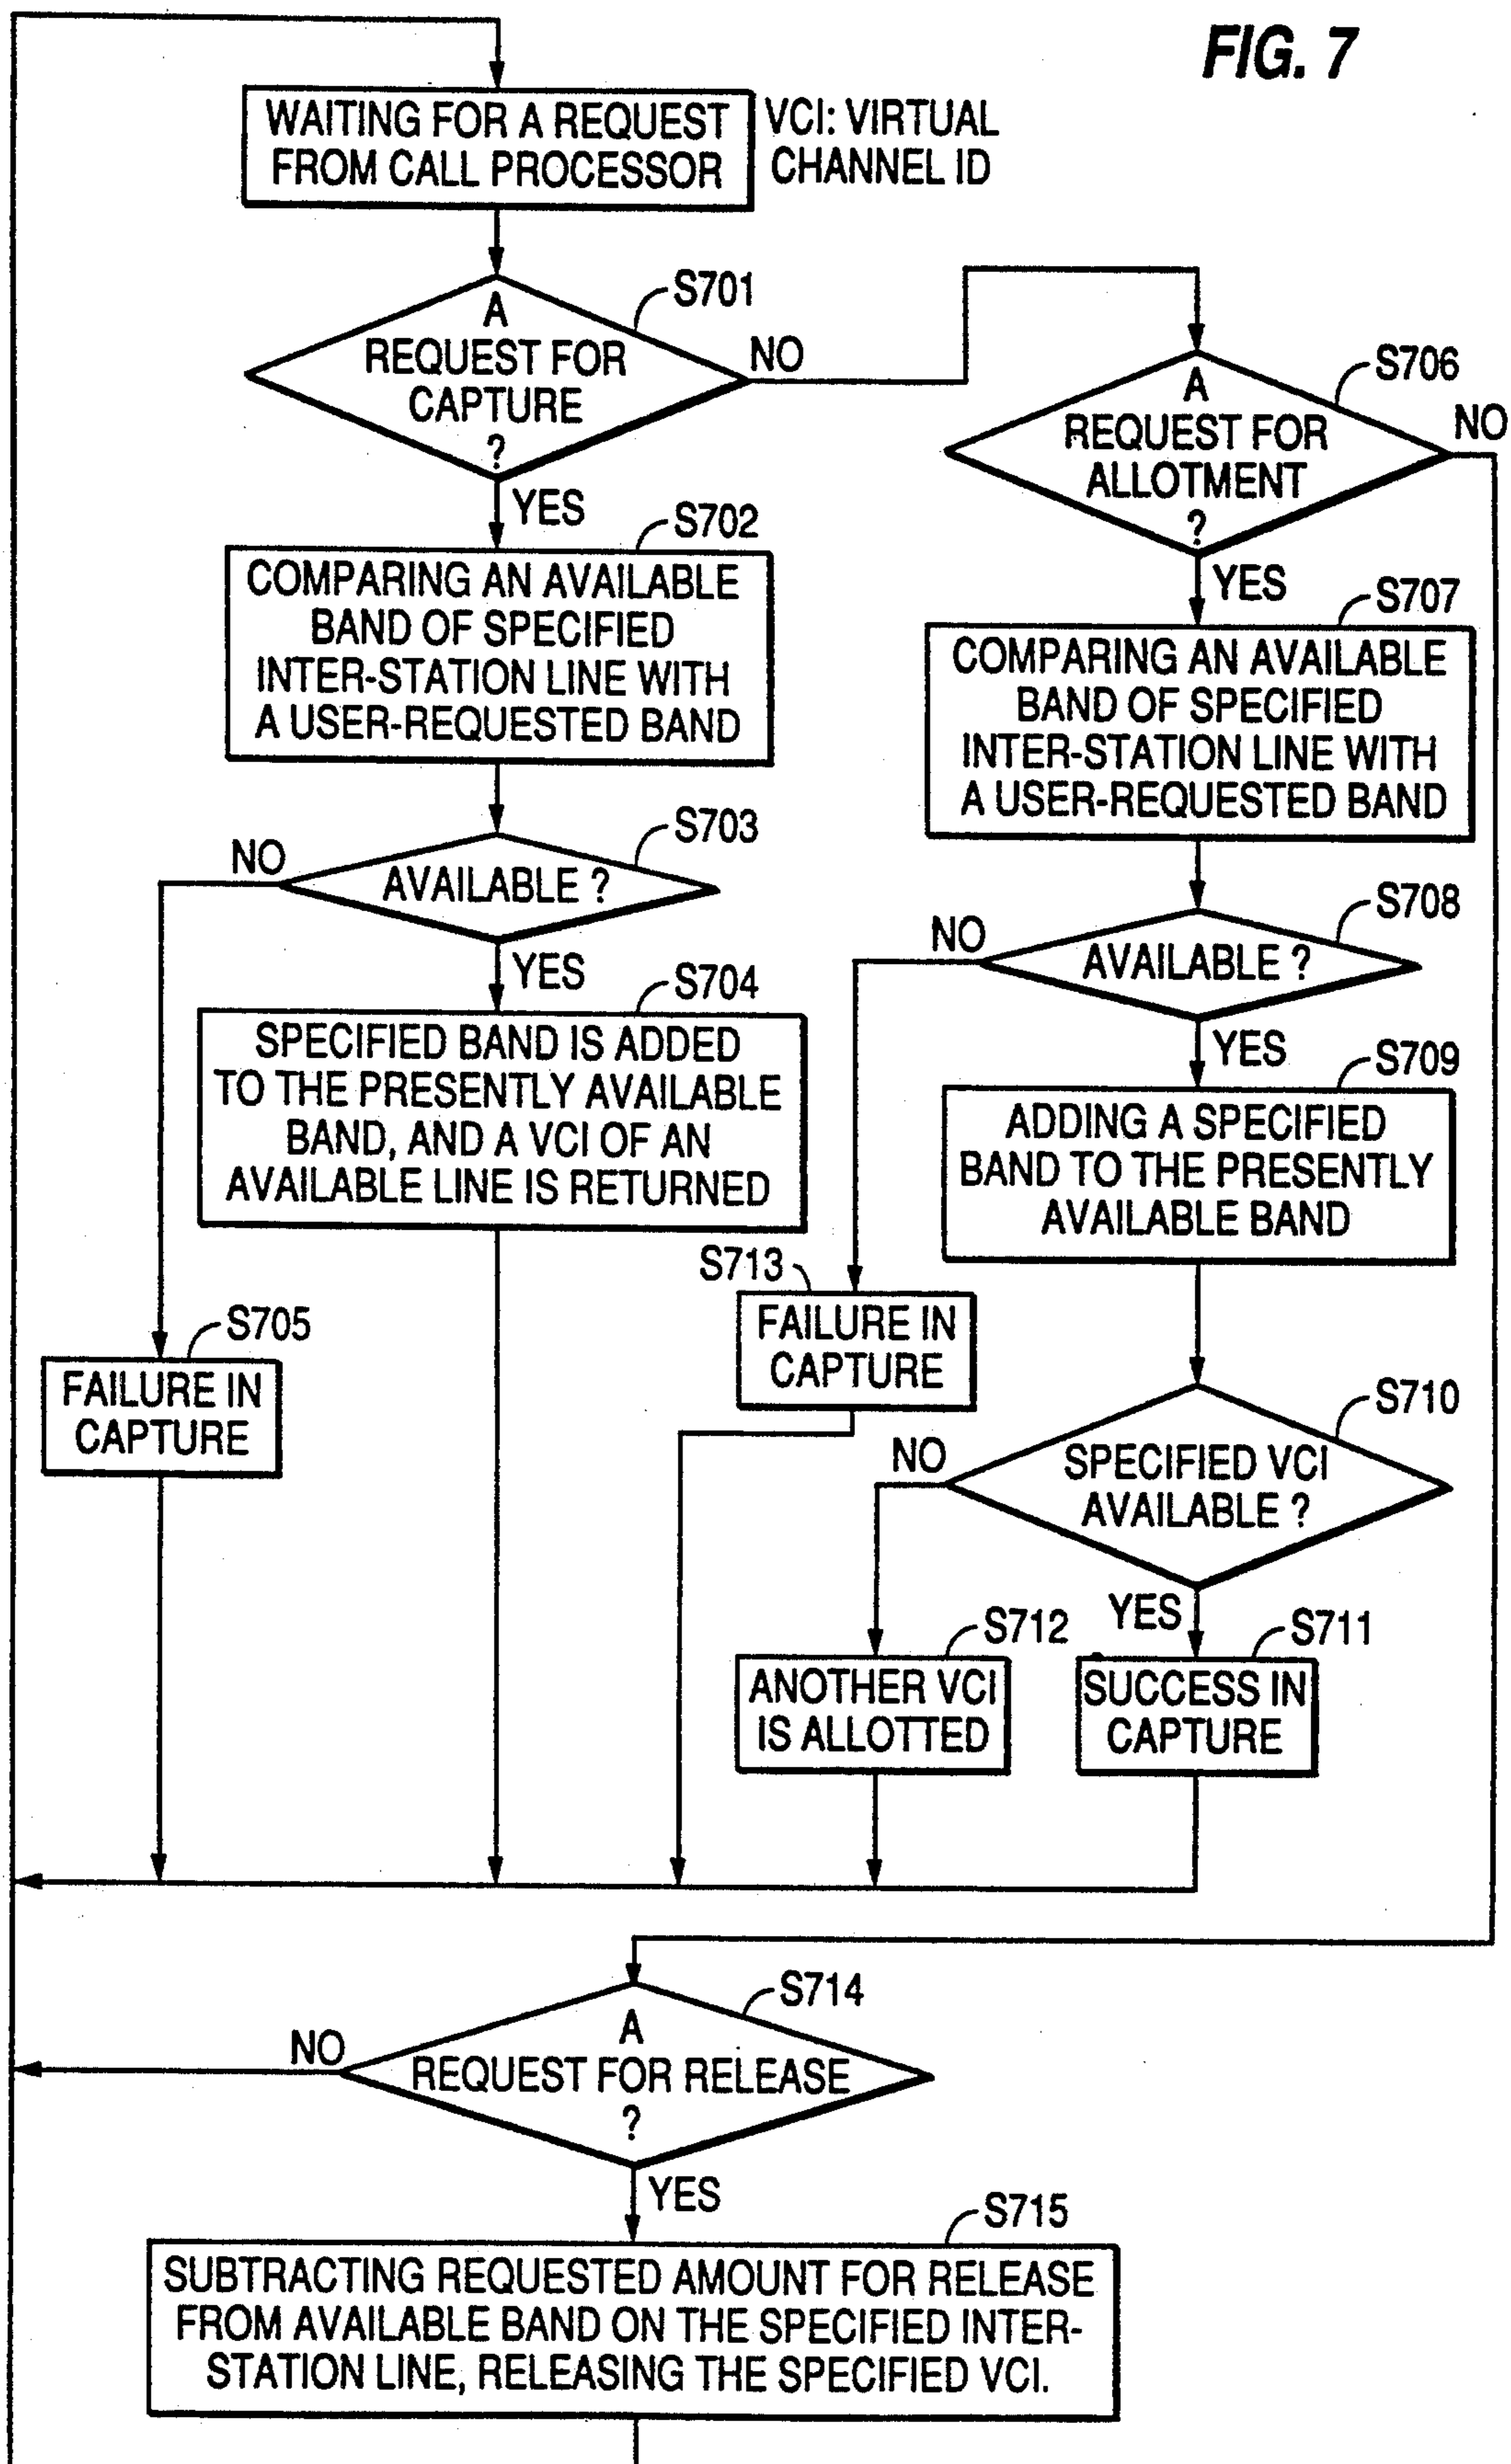 FIG. 7
WAITING FOR A REQUEST
FROM CALL PROCESSOR
VCI: VIRTUAL
CHANNEL ID
S701
A
REQUEST FOR
CAPTURE
?
NO
YES
S702
COMPARING AN AVAILABLE
BAND OF SPECIFIED
INTER-STATION LINE WITH
A USER-REQUESTED BAND
S703
AVAILABLE ?
NO
YES
S704
SPECIFIED BAND IS ADDED
TO THE PRESENTLY AVAILABLE
BAND, AND A VCI OF AN
AVAILABLE LINE IS RETURNED
S705
FAILURE IN
CAPTURE
S706
A
REQUEST FOR
ALLOTMENT
?
NO
YES
S707
COMPARING AN AVAILABLE
BAND OF SPECIFIED
INTER-STATION LINE WITH
A USER-REQUESTED BAND
S708
AVAILABLE ?
NO
YES
S709
ADDING A SPECIFIED
BAND TO THE PRESENTLY
AVAILABLE BAND
S713
FAILURE IN
CAPTURE
S710
SPECIFIED VCI
AVAILABLE ?
NO
YES
S712
ANOTHER VCI
IS ALLOTTED
S711
SUCCESS IN
CAPTURE
S714
A
REQUEST FOR RELEASE
?
NO
YES
S715
SUBTRACTING REQUESTED AMOUNT FOR RELEASE
FROM AVAILABLE BAND ON THE SPECIFIED INTER-
STATION LINE, RELEASING THE SPECIFIED VCI.